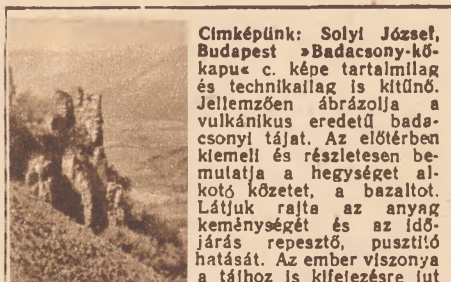 Címképünk: Solyi József,
Budapest »Badacsony-kő-
kapu« c. képe tartalmilag
és technikailag is kitűnő.
Jellemzően ábrázolja a
vulkánikus eredetű bada-
csonyi tájat. Az előtérben
kiemeli és részletesen be-
mutatja a hegységet al-
kotó kőzetet, a bazaltot.
Látjuk rajta az anyag
keménységét és az idő-
járás repesztő, pusztító
hatását. Az ember viszonya
a tájhoz is kifejezésre jut